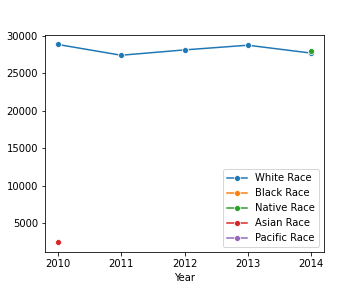 30000
25000
20000
15000
10000
5000
White Race
Black Race
Native Race
Asian Race
Pacific Race
2010 2011 2012 2013 2014
Year